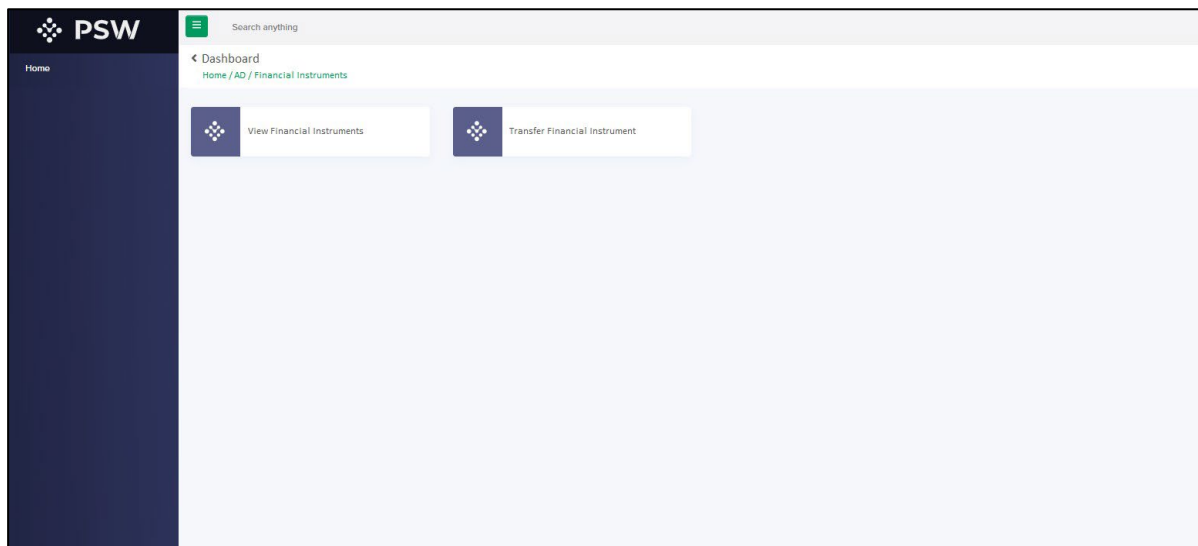 PSW
Search anything
Home
Dashboard
Home / AD / Financial Instruments
View Financial Instruments
Transfer Financial Instrument